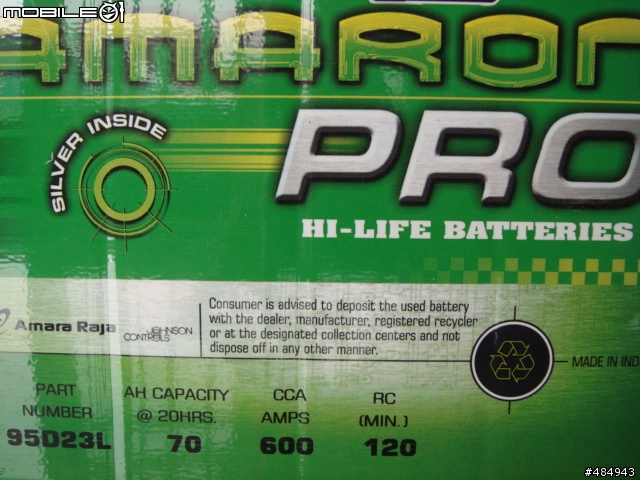 MOBILE01
AMARON
PRO
SILVER INSIDE
HI-LIFE BATTERIES
Consumer is advised to deposit the used battery
with the dealer, manufacturer, registered recycler
or at the designated collection centers and not
dispose off in any other manner.
Amara Raja
JOHNSON
CONTROLS
MADE IN IND
PART
NUMBER
95D23L
AH CAPACITY
@ 20HRS.
70
CCA
AMPS
600
RC
(MIN.)
120
#484943